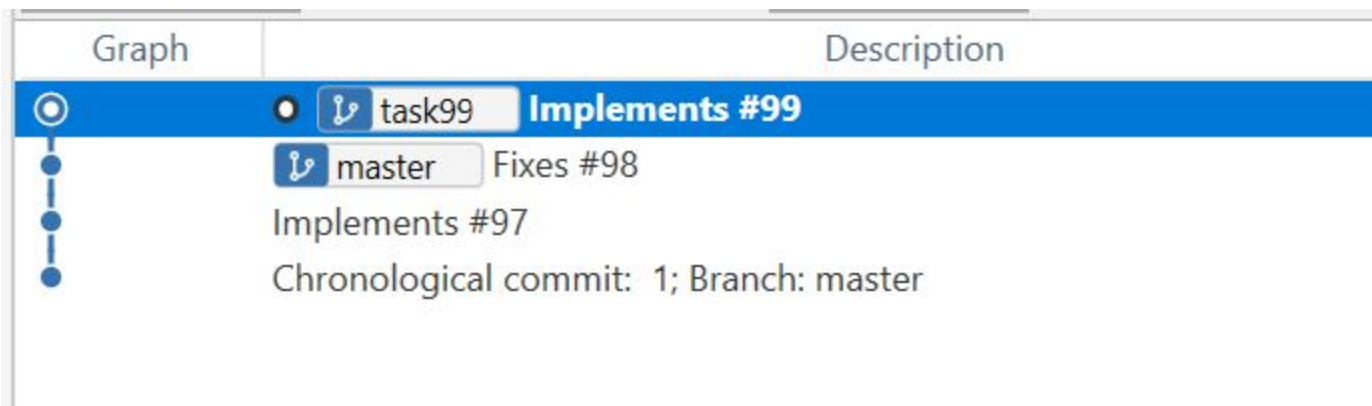 Graph Description
task99 Implements #99
master Fixes #98
Implements #97
Chronological commit: 1; Branch: master